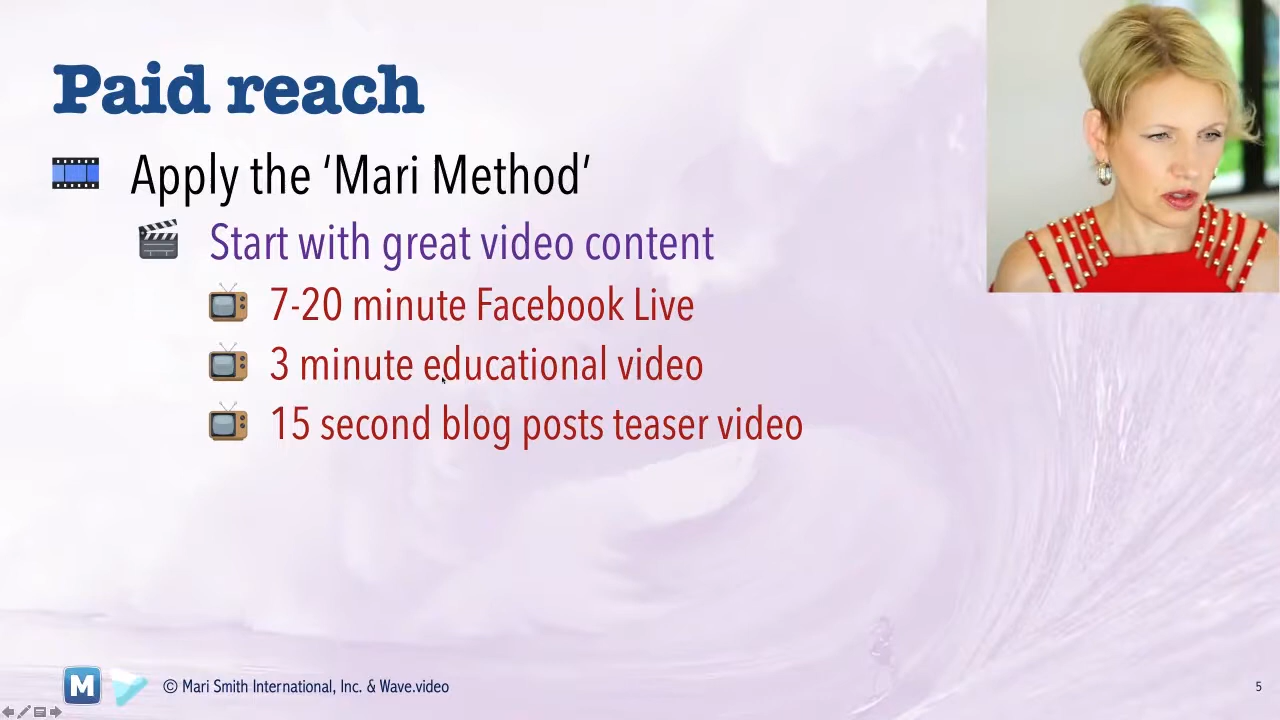 Paid reach
Apply the ‘Mari Method’
Start with great video content
7-20 minute Facebook Live
3 minute educational video
15 second blog posts teaser video
M
© Mari Smith International, Inc. & Wave.video
5